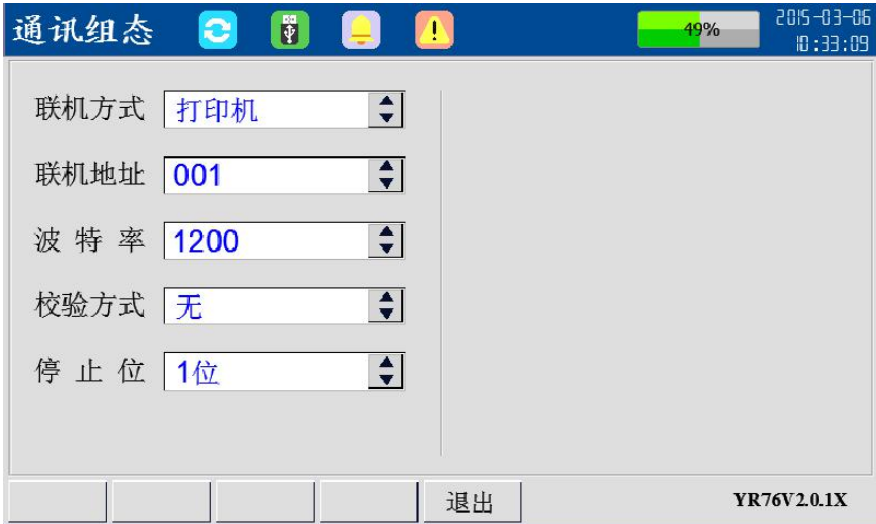 通讯组态
49%
2015-03-06
10:33:09
联机方式 打印机
联机地址 001
波特率 1200
校验方式 无
停止位 1位
退出
YR76V2.0.1X